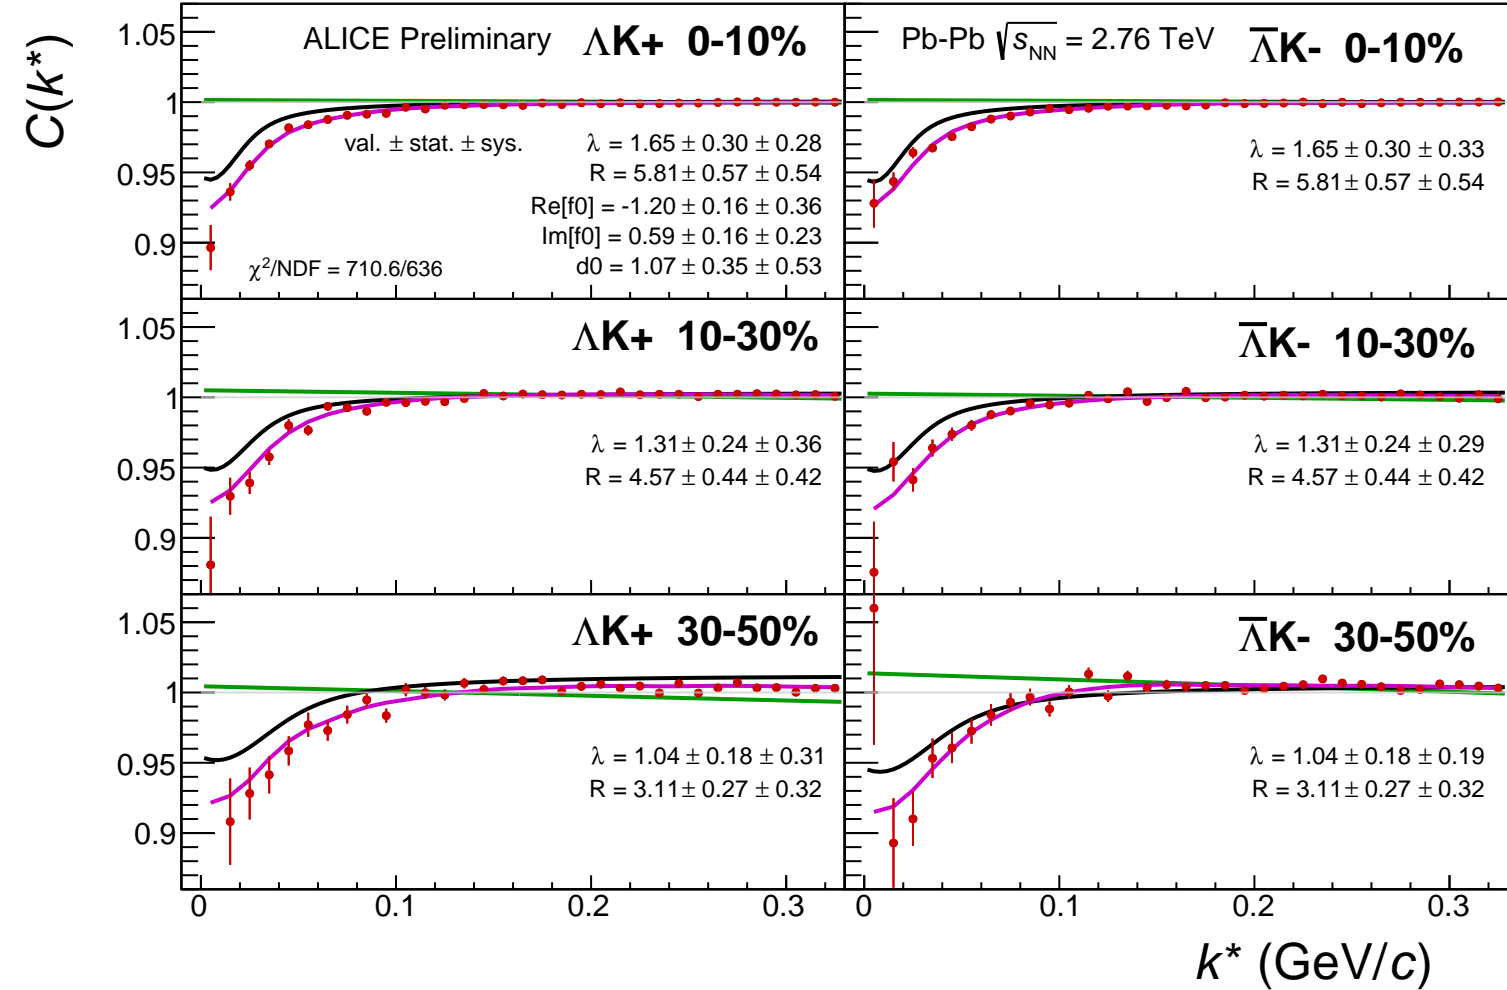 C(k*)
ALICE Preliminary ΛK+ 0-10%
val. ± stat. ± sys.
λ = 1.65 ± 0.30 ± 0.28
R = 5.81 ± 0.57 ± 0.54
Re[f0] = -1.20 ± 0.16 ± 0.36
Im[f0] = 0.59 ± 0.16 ± 0.23
d0 = 1.07 ± 0.35 ± 0.53
χ²/NDF = 710.6/636
1.05
1
0.95
0.9
Pb-Pb √sNN = 2.76 TeV Λ̅K- 0-10%
λ = 1.65 ± 0.30 ± 0.33
R = 5.81 ± 0.57 ± 0.54
ΛK+ 10-30%
λ = 1.31 ± 0.24 ± 0.36
R = 4.57 ± 0.44 ± 0.42
1.05
1
0.95
0.9
Λ̅K- 10-30%
λ = 1.31 ± 0.24 ± 0.29
R = 4.57 ± 0.44 ± 0.42
ΛK+ 30-50%
λ = 1.04 ± 0.18 ± 0.31
R = 3.11 ± 0.27 ± 0.32
1.05
1
0.95
0.9
Λ̅K- 30-50%
λ = 1.04 ± 0.18 ± 0.19
R = 3.11 ± 0.27 ± 0.32
0 0.1 0.2 0.3
0 0.1 0.2 0.3
k* (GeV/c)